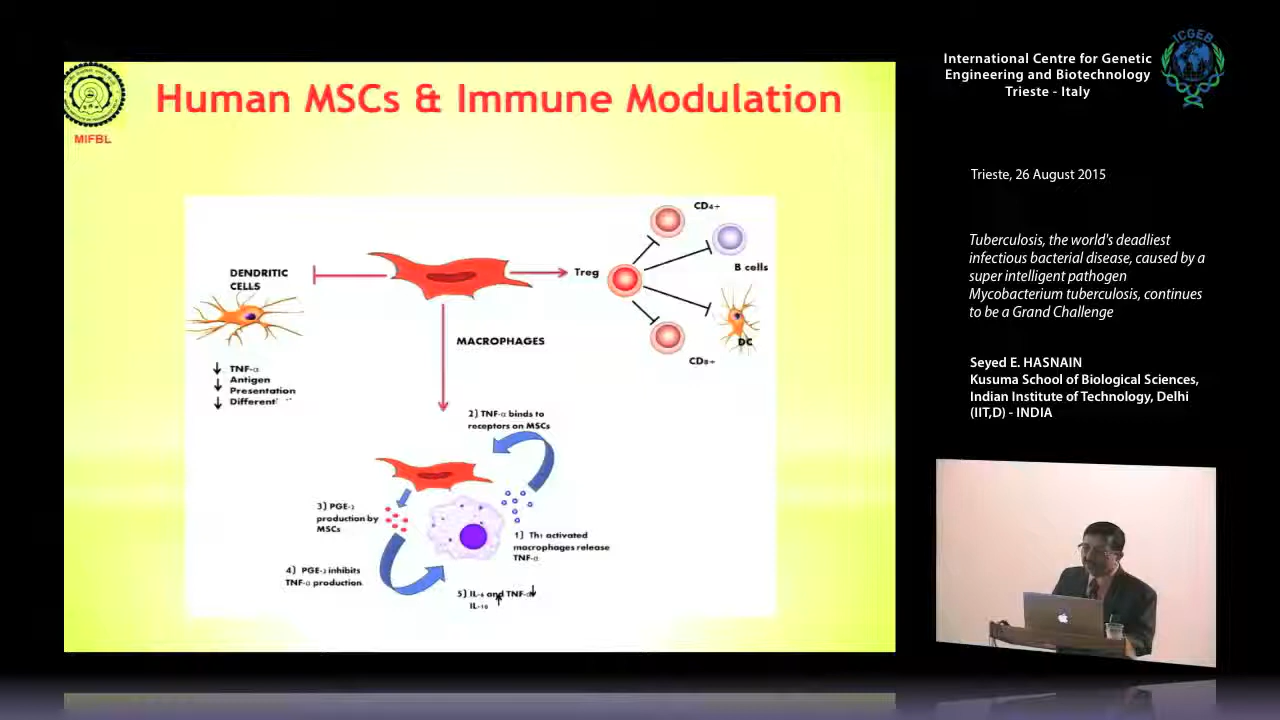 Human MSCs & Immune Modulation
MIFBL
CD4+
B cells
Treg
DC
CD8+
DENDRITIC
CELLS
TNF-α
Antigen
Presentation
MACROPHAGES
2) TNF-α binds to
receptors on MSCs
3) PGE-2
production by
MSCs
1) Th1 activated
macrophages release
TNF-α
4) PGE-2 inhibits
TNF-α production
5) IL-6 and TNF-α
IL-10
ICGEB
International Centre for Genetic
Engineering and Biotechnology
Trieste - Italy
Trieste, 26 August 2015
Tuberculosis, the world's deadliest
infectious bacterial disease, caused by a
super intelligent pathogen
Mycobacterium tuberculosis, continues
to be a Grand Challenge
Seyed E. HASNAIN
Kusuma School of Biological Sciences,
Indian Institute of Technology, Delhi
(IIT,D) - INDIA